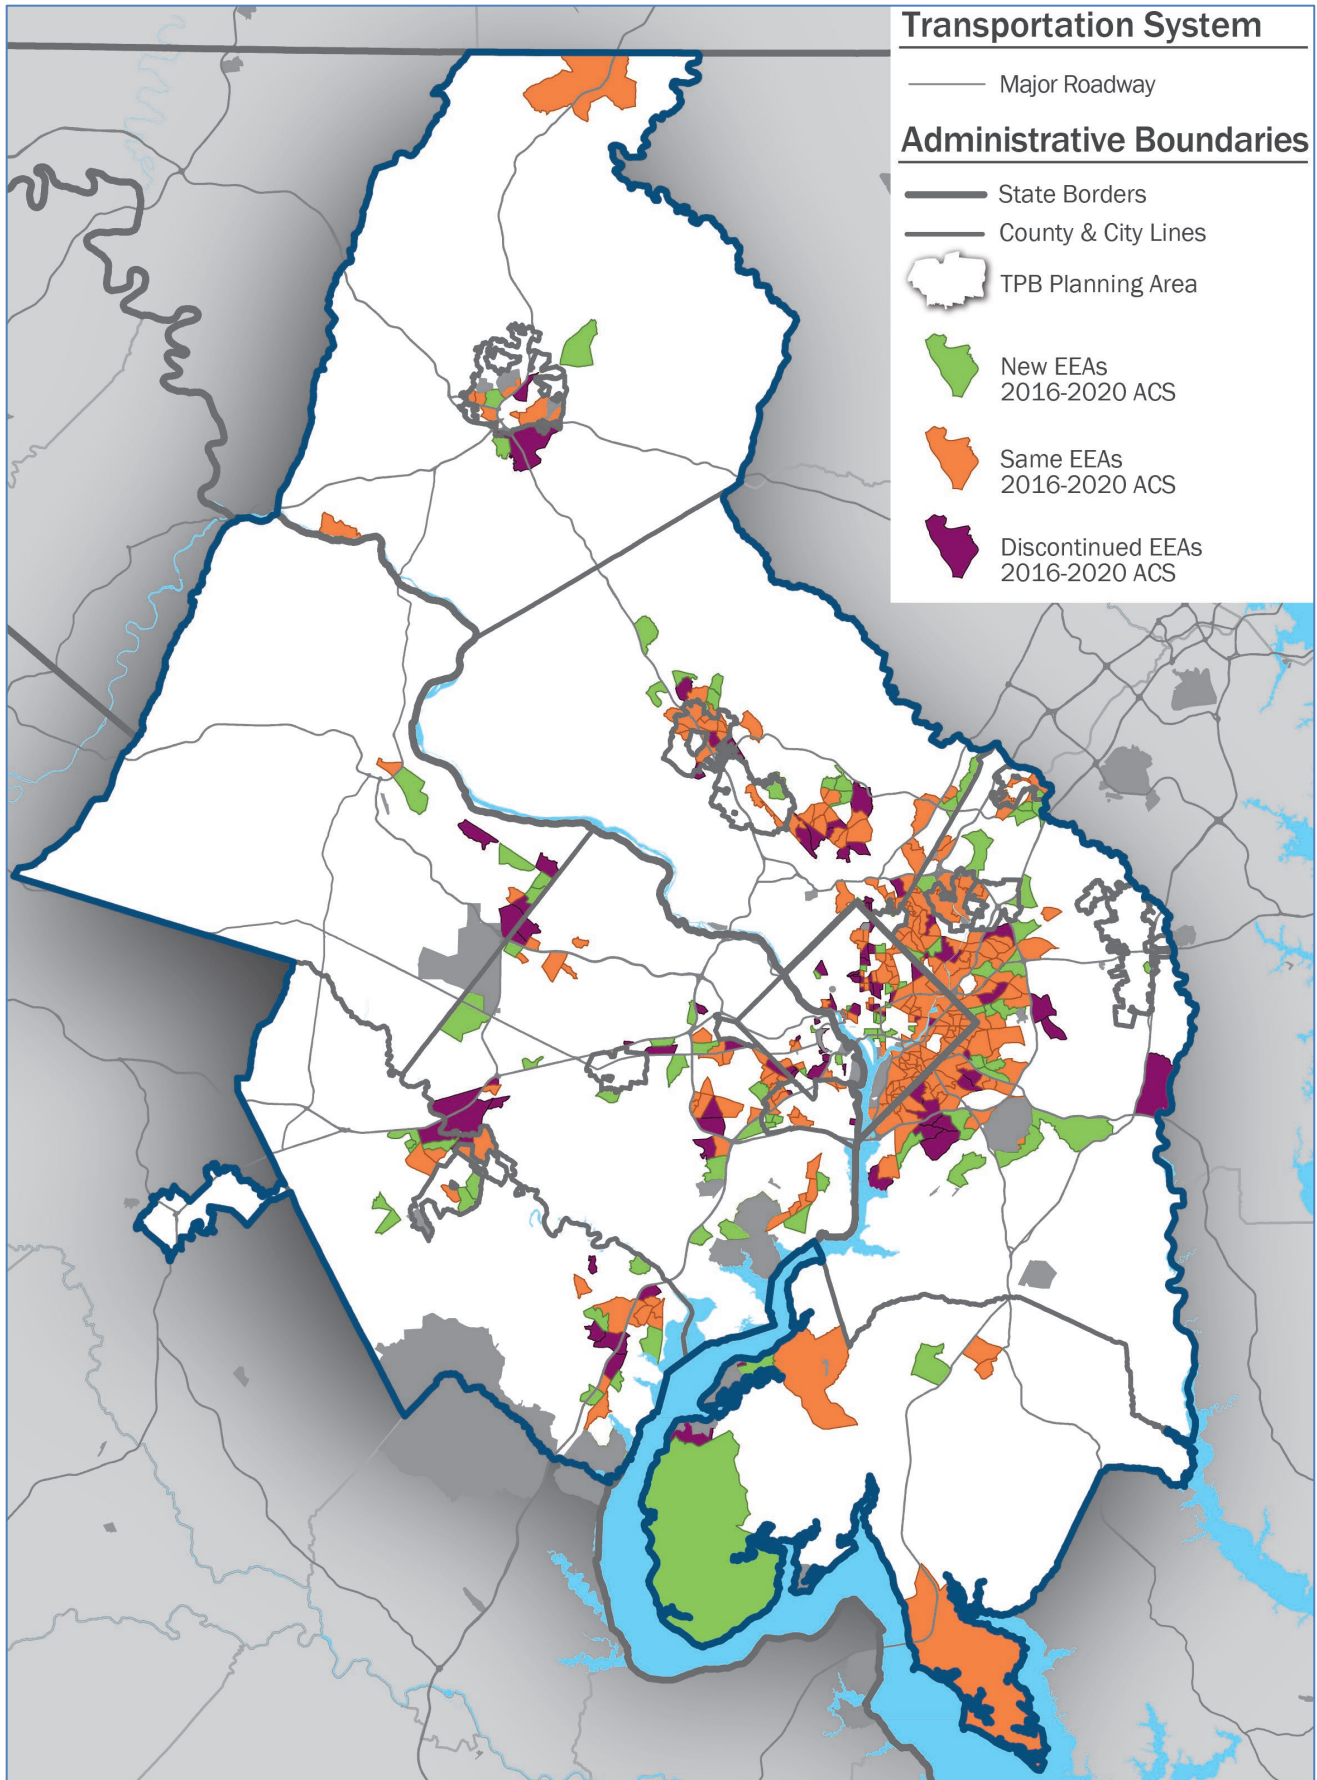 Transportation System
Major Roadway
Administrative Boundaries
State Borders
County & City Lines
TPB Planning Area
New EEAs
2016-2020 ACS
Same EEAs
2016-2020 ACS
Discontinued EEAs
2016-2020 ACS